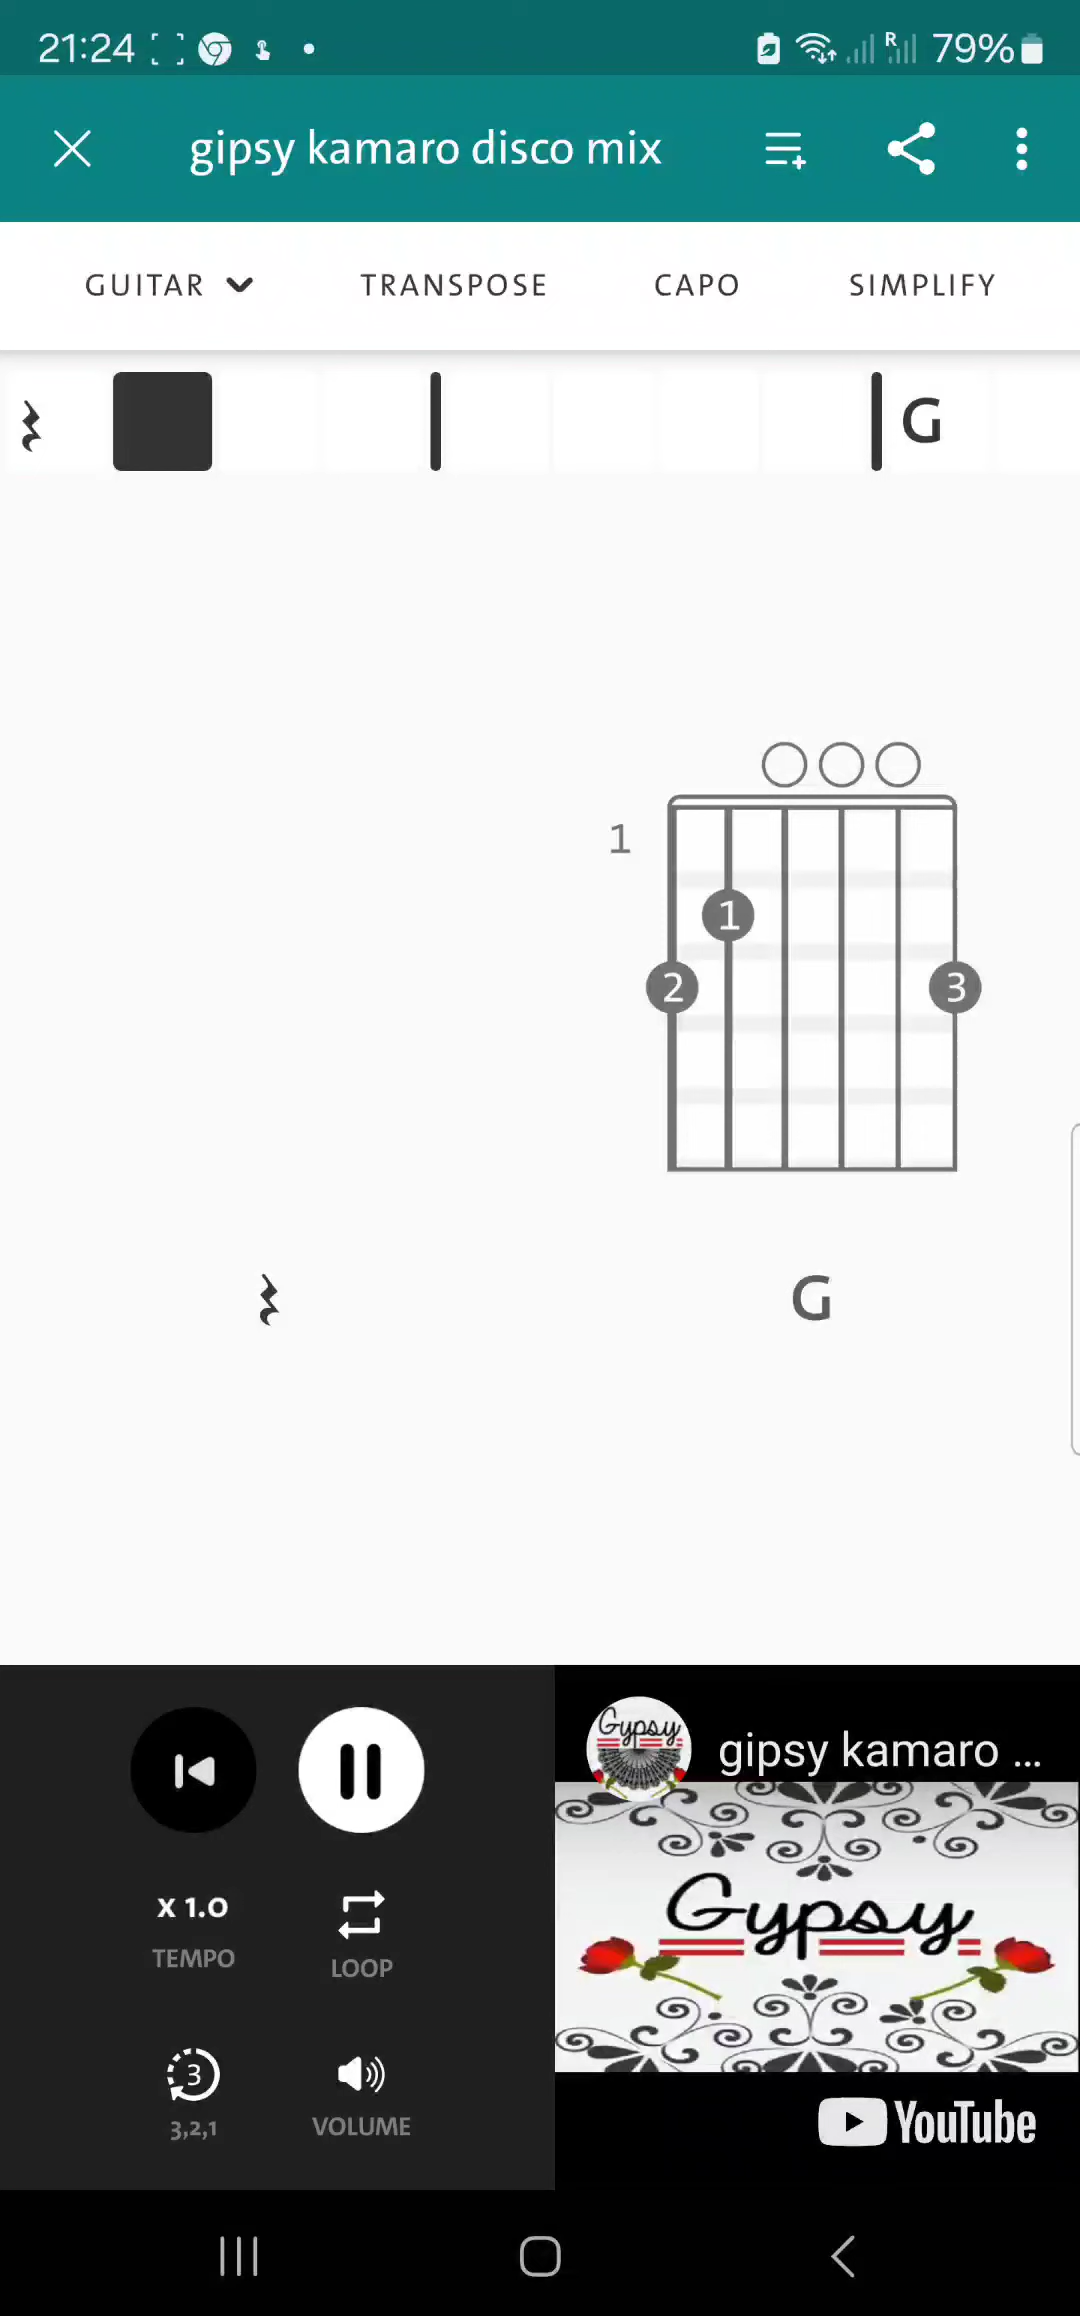 21:24 R 79%
gipsy kamaro disco mix
GUITAR TRANSPOSE CAPO SIMPLIFY
G
1
1
2 3
G
Gypsy gipsy kamaro ...
X 1.0
TEMPO LOOP
Gypsy
3
3,2,1 VOLUME
YouTube